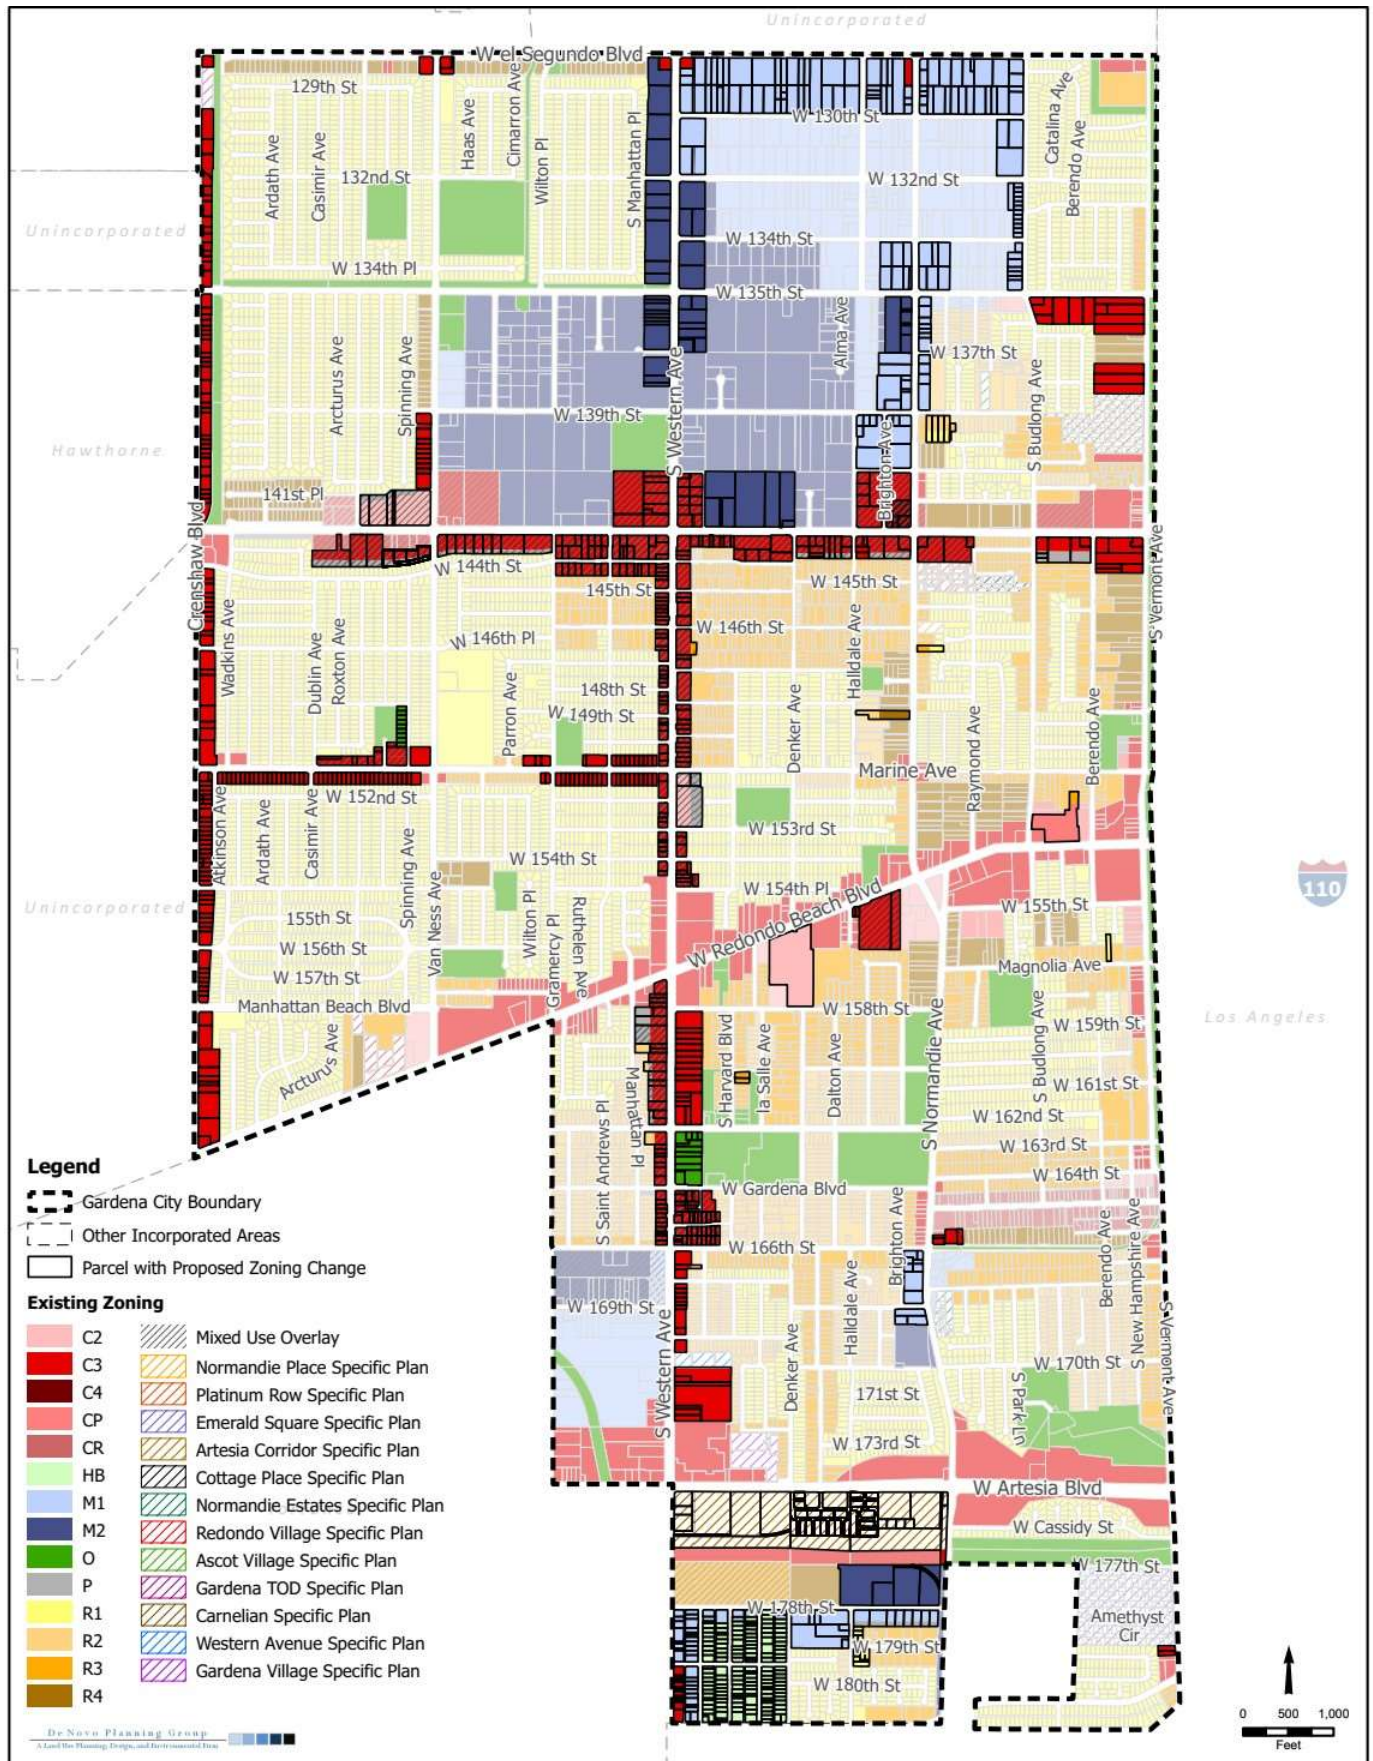 Unincorporated
W el Segundo Blvd
129th St
Ardath Ave
Casimir Ave
Haas Ave
Cimarron Ave
Wilton Pl
S Manhattan Pl
W 130th St
Catalina Ave
Berendo Ave
132nd St
W 132nd St
Unincorporated
W 134th St
W 134th Pl
W 135th St
Arcturus Ave
Spinning Ave
S Western Ave
Alma Ave
W 137th St
S Budlong Ave
W 139th St
Hawthorne
Brighton Ave
141st Pl
Crenshaw Blvd
S Vermont Ave
W 144th St
145th St
W 145th St
Wadkins Ave
Dublin Ave
Roxton Ave
W 146th Pl
W 146th St
Halldale Ave
148th St
W 149th St
Parron Ave
Denker Ave
Raymond Ave
Berendo Ave
Marine Ave
W 152nd St
Atkinson Ave
Ardath Ave
Casimir Ave
Spinning Ave
W 153rd St
W 154th St
W 154th Pl
110
Van Ness Ave
Wilton Pl
Gramercy Pl
Ruthelen Ave
W Redondo Beach Blvd
W 155th St
Unincorporated
155th St
W 156th St
W 157th St
Magnolia Ave
Manhattan Beach Blvd
W 158th St
W 159th St
Los Angeles
Arcturus Ave
S Saint Andrews Pl
Manhattan Pl
S Harvard Blvd
la Salle Ave
Dalton Ave
S Normandie Ave
S Budlong Ave
W 161st St
W 162nd St
W 163rd St
W 164th St
W Gardena Blvd
W 166th St
Brighton Ave
Halldale Ave
Berendo Ave
S New Hampshire Ave
S Vermont Ave
W 169th St
S Western Ave
Denker Ave
W 170th St
171st St
S Park Ln
W 173rd St
W Artesia Blvd
W Cassidy St
W 177th St
W 178th St
Amethyst
Cir
W 179th St
W 180th St
Legend
Gardena City Boundary
Other Incorporated Areas
Parcel with Proposed Zoning Change
Existing Zoning
C2
C3
C4
CP
CR
HB
M1
M2
O
P
R1
R2
R3
R4
Mixed Use Overlay
Normandie Place Specific Plan
Platinum Row Specific Plan
Emerald Square Specific Plan
Artesia Corridor Specific Plan
Cottage Place Specific Plan
Normandie Estates Specific Plan
Redondo Village Specific Plan
Ascot Village Specific Plan
Gardena TOD Specific Plan
Carnelian Specific Plan
Western Avenue Specific Plan
Gardena Village Specific Plan
De Novo Planning Group
A Land Use Planning, Design, and Environmental Firm
0 500 1,000
Feet